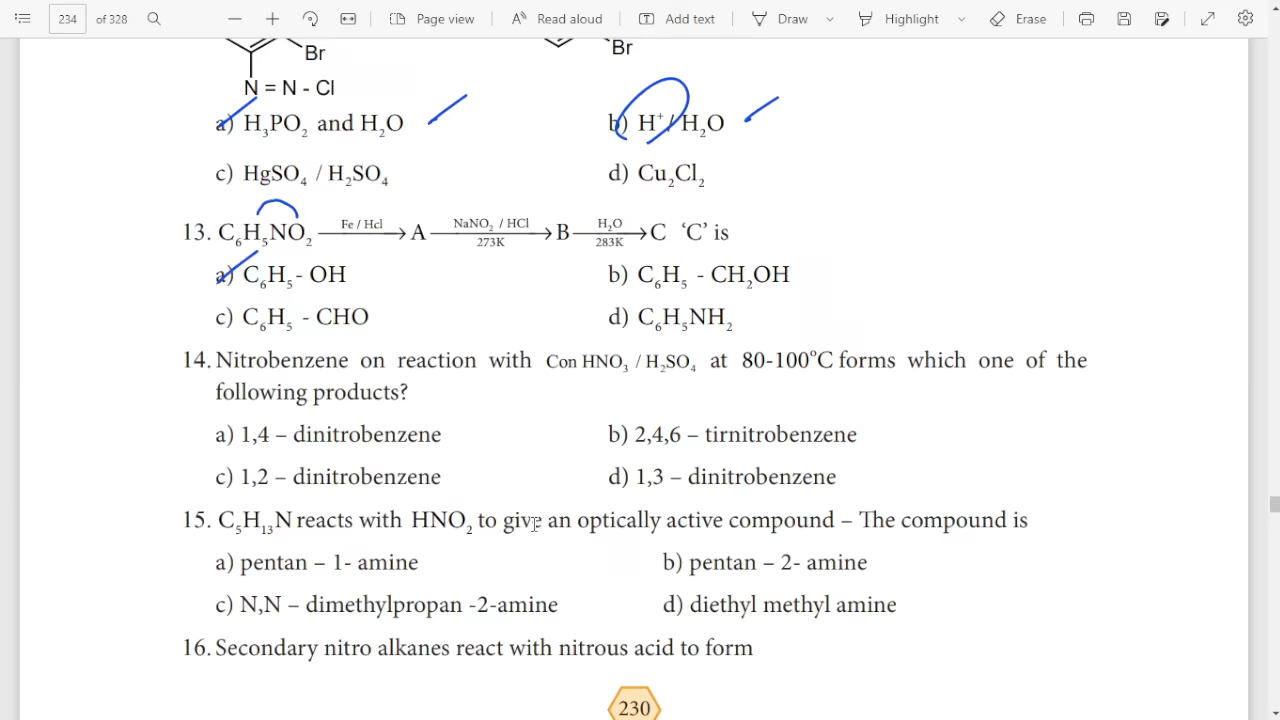 234 of 328 Page view Read aloud Add text Draw Highlight Erase
Br Br
N = N - Cl
a) H₃PO₂ and H₂O b) H⁺/ H₂O
c) HgSO₄ / H₂SO₄ d) Cu₂Cl₂
13. C₆H₅NO₂ —Fe / Hcl→ A —NaNO₂ / HCl 273K→ B —H₂O 283K→ C ‘C’ is
a) C₆H₅- OH b) C₆H₅ - CH₂OH
c) C₆H₅ - CHO d) C₆H₅NH₂
14. Nitrobenzene on reaction with Con HNO₃ / H₂SO₄ at 80-100°C forms which one of the
following products?
a) 1,4 – dinitrobenzene b) 2,4,6 – tirnitrobenzene
c) 1,2 – dinitrobenzene d) 1,3 – dinitrobenzene
15. C₅H₁₃N reacts with HNO₂ to give an optically active compound – The compound is
a) pentan – 1- amine b) pentan – 2- amine
c) N,N – dimethylpropan -2-amine d) diethyl methyl amine
16. Secondary nitro alkanes react with nitrous acid to form
230